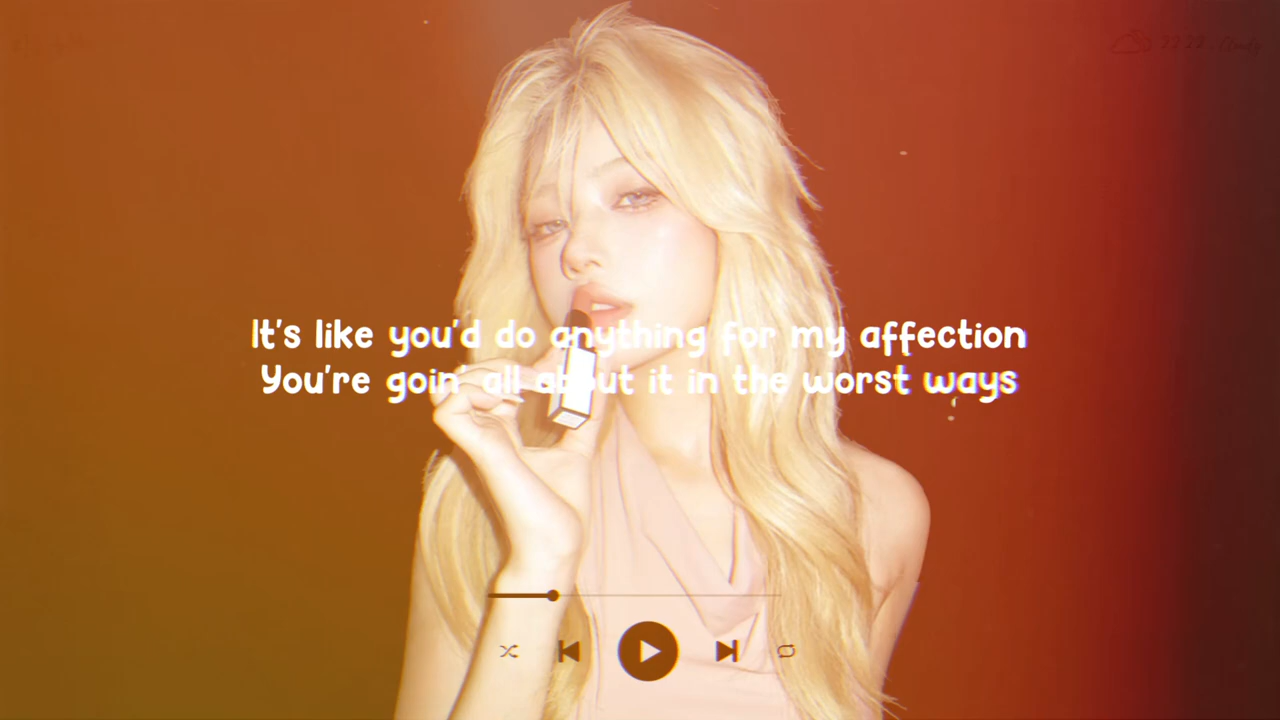 It's like you'd do anything for my affection
You're goin' all about it in the worst ways